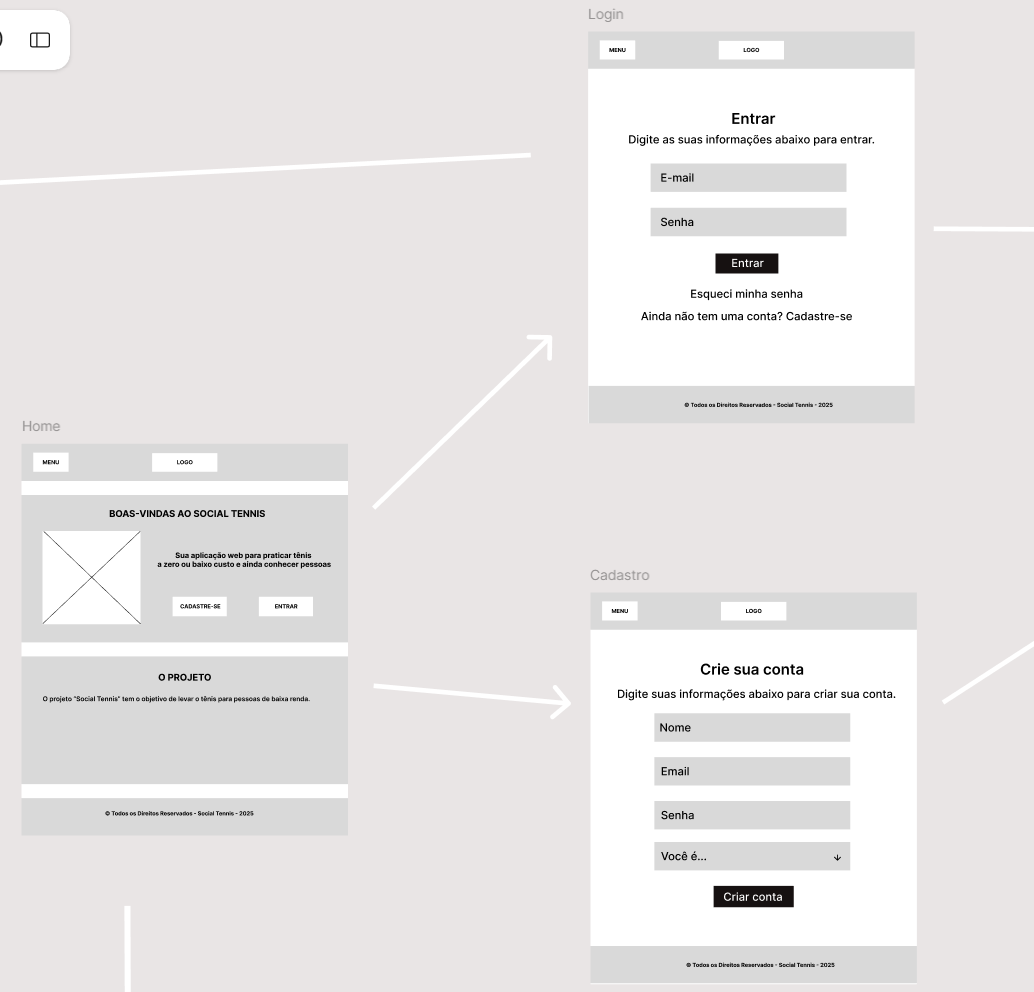 Login
MENU
LOGO
Entrar
Digite as suas informações abaixo para entrar.
E-mail
Senha
Entrar
Esqueci minha senha
Ainda não tem uma conta? Cadastre-se
© Todos os Direitos Reservados - Social Tennis - 2025
Home
MENU
LOGO
BOAS-VINDAS AO SOCIAL TENNIS
Sua aplicação web para praticar tênis
a zero ou baixo custo e ainda conhecer pessoas
CADASTRE-SE
ENTRAR
O PROJETO
O projeto "Social Tennis" tem o objetivo de levar o tênis para pessoas de baixa renda.
© Todos os Direitos Reservados - Social Tennis - 2025
Cadastro
MENU
LOGO
Crie sua conta
Digite suas informações abaixo para criar sua conta.
Nome
Email
Senha
Você é...
Criar conta
© Todos os Direitos Reservados - Social Tennis - 2025